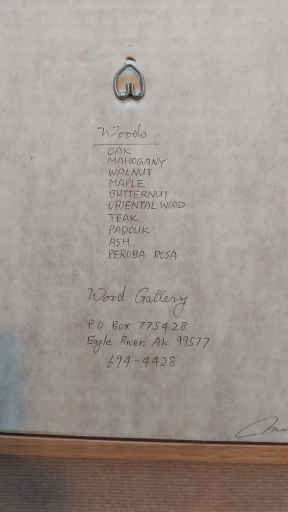 Woods
OAK
MAHOGANY
WALNUT
MAPLE
BUTTERNUT
ORIENTAL WOOD
TEAK
PADOUK
ASH
PEROBA ROSA
Wood Gallery
P.O. Box 775428
Eagle River, Ak 99577
694-4428